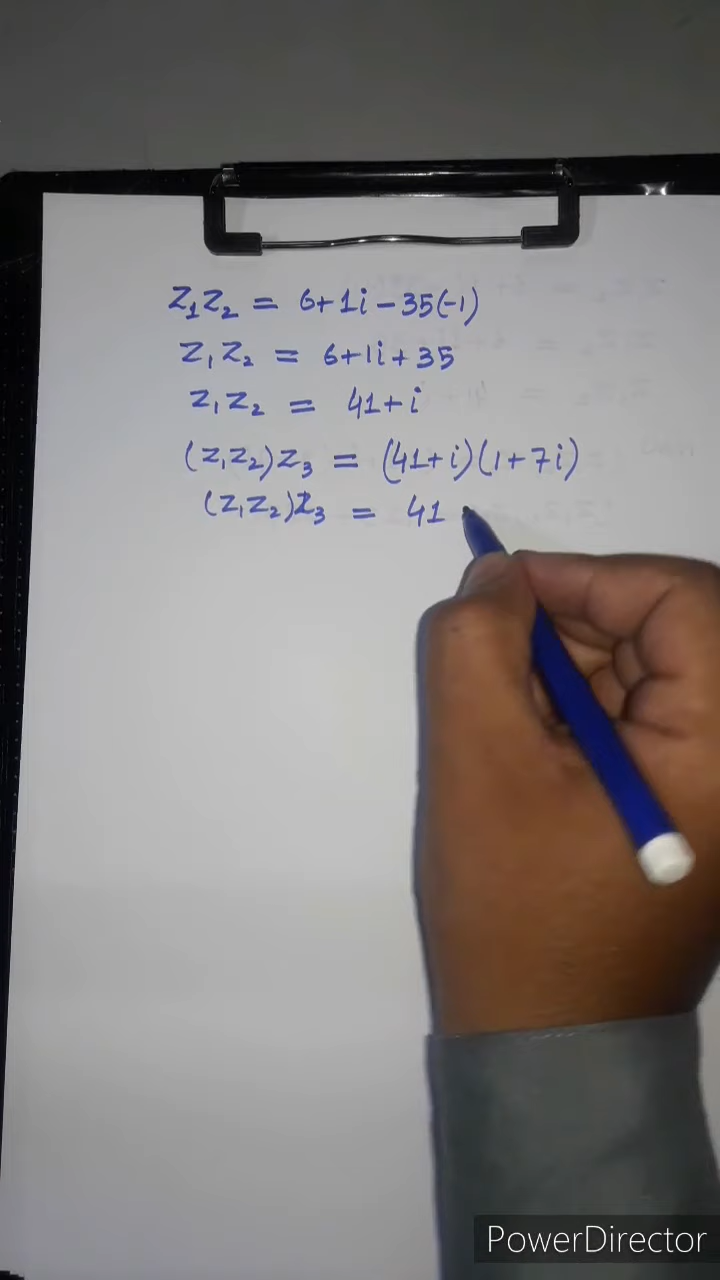 Z₁Z₂ = 6+1i-35(-1)
Z₁Z₂ = 6+1i+35
Z₁Z₂ = 41+i
(Z₁Z₂)Z₃ = (41+i)(1+7i)
(Z₁Z₂)Z₃ = 41
PowerDirector